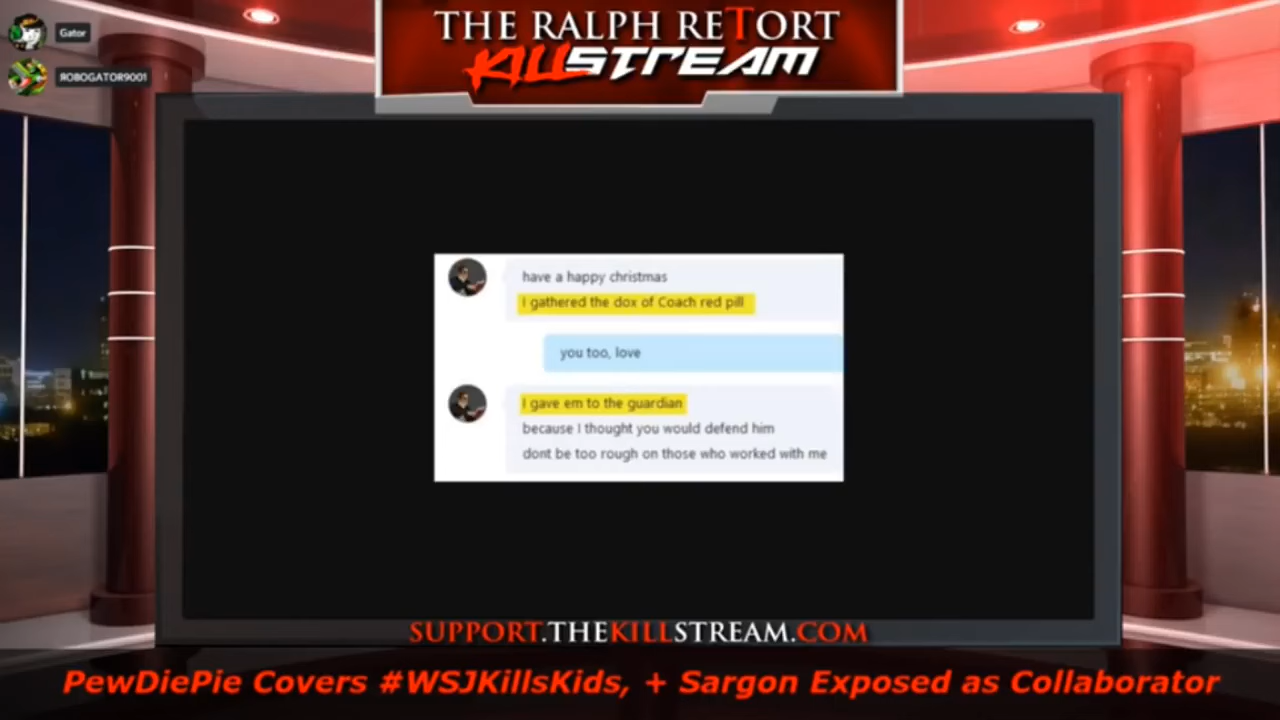 Gator
ROBOGATOR9001
THE RALPH RETORT
KILLSTREAM
have a happy christmas
I gathered the dox of Coach red pill
you too, love
I gave em to the guardian
because I thought you would defend him
dont be too rough on those who worked with me
SUPPORT.THEKILLSTREAM.COM
PewDiePie Covers #WSJKillsKids, + Sargon Exposed as Collaborator